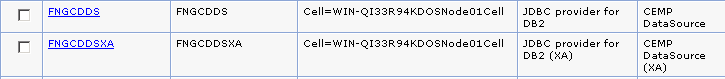 FNGCDDS FNGCDDS Cell=WIN-QI33R94KDOSNode01Cell JDBC provider for CEMP
DB2 DataSource
FNGCDDSXA FNGCDDSXA Cell=WIN-QI33R94KDOSNode01Cell JDBC provider for CEMP
DB2 (XA) DataSource
(XA)